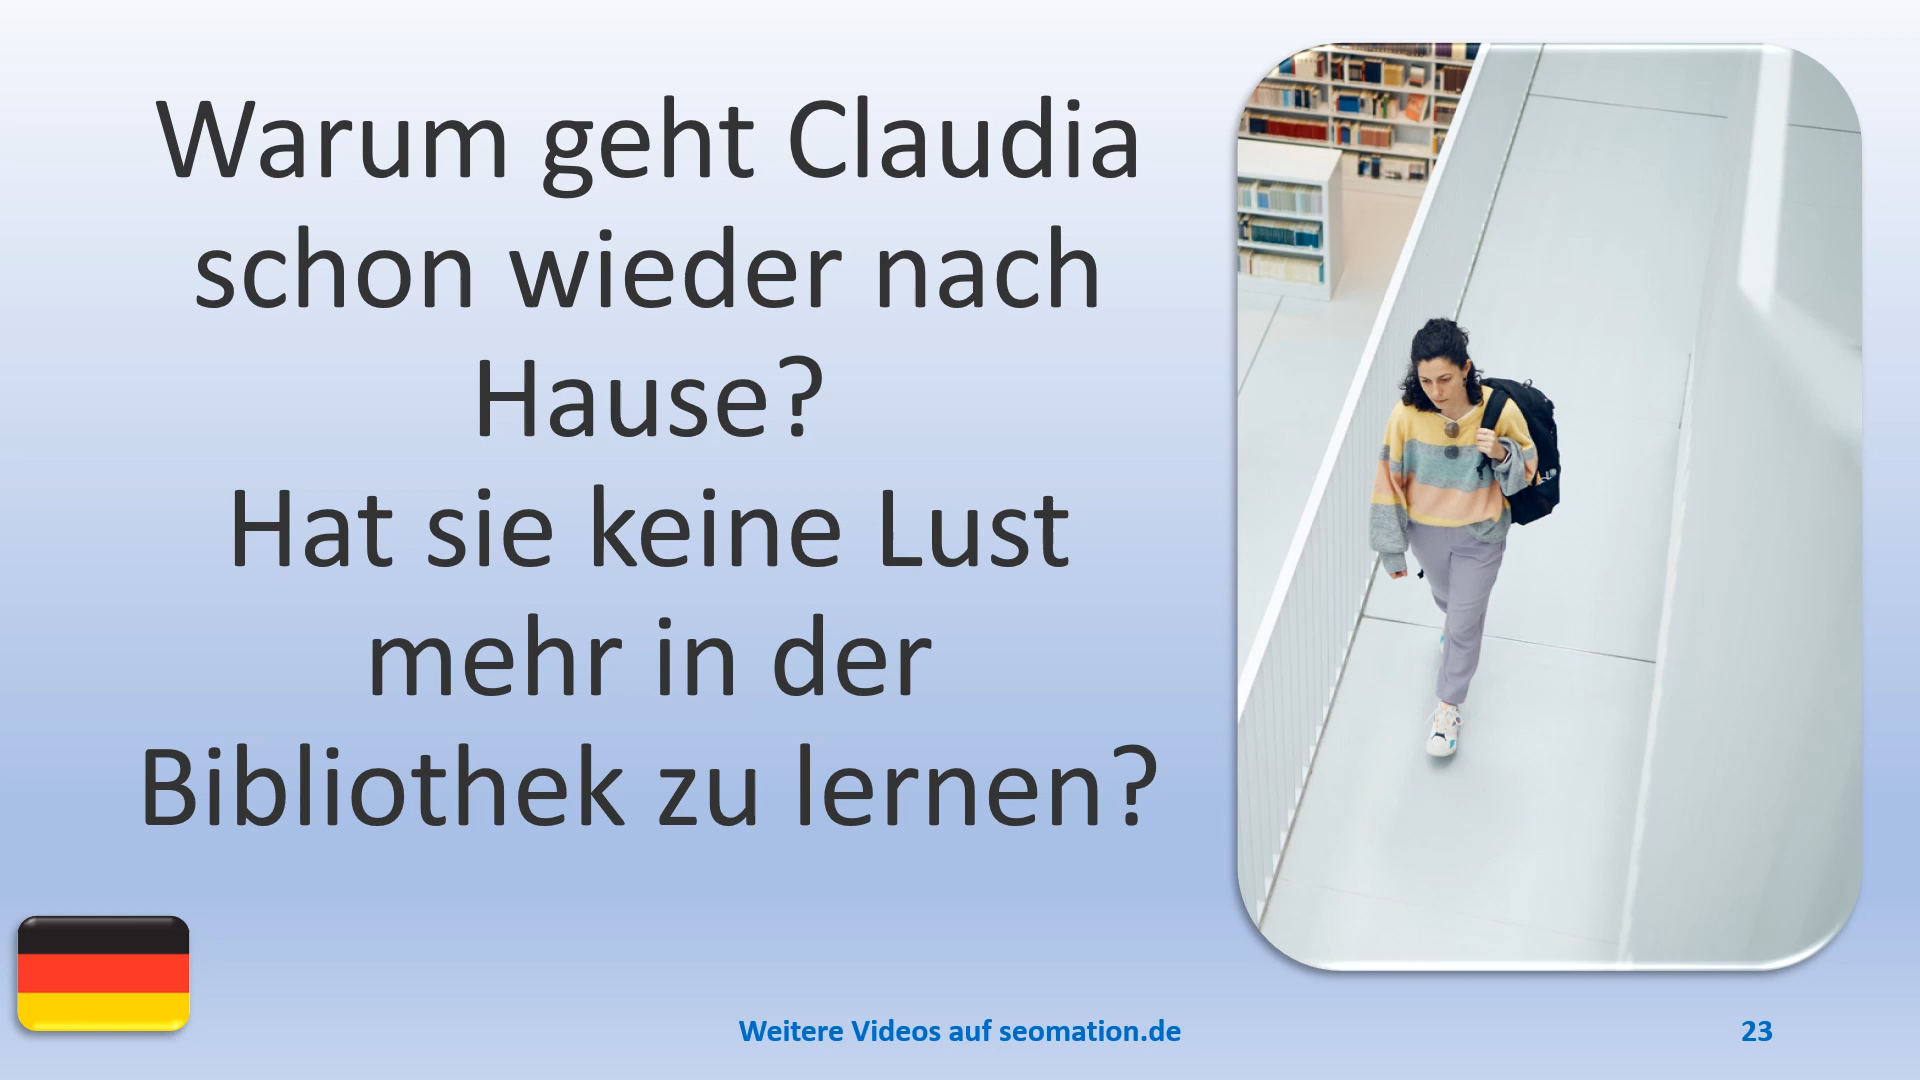 Warum geht Claudia
schon wieder nach
Hause?
Hat sie keine Lust
mehr in der
Bibliothek zu lernen?
Weitere Videos auf seomation.de
23